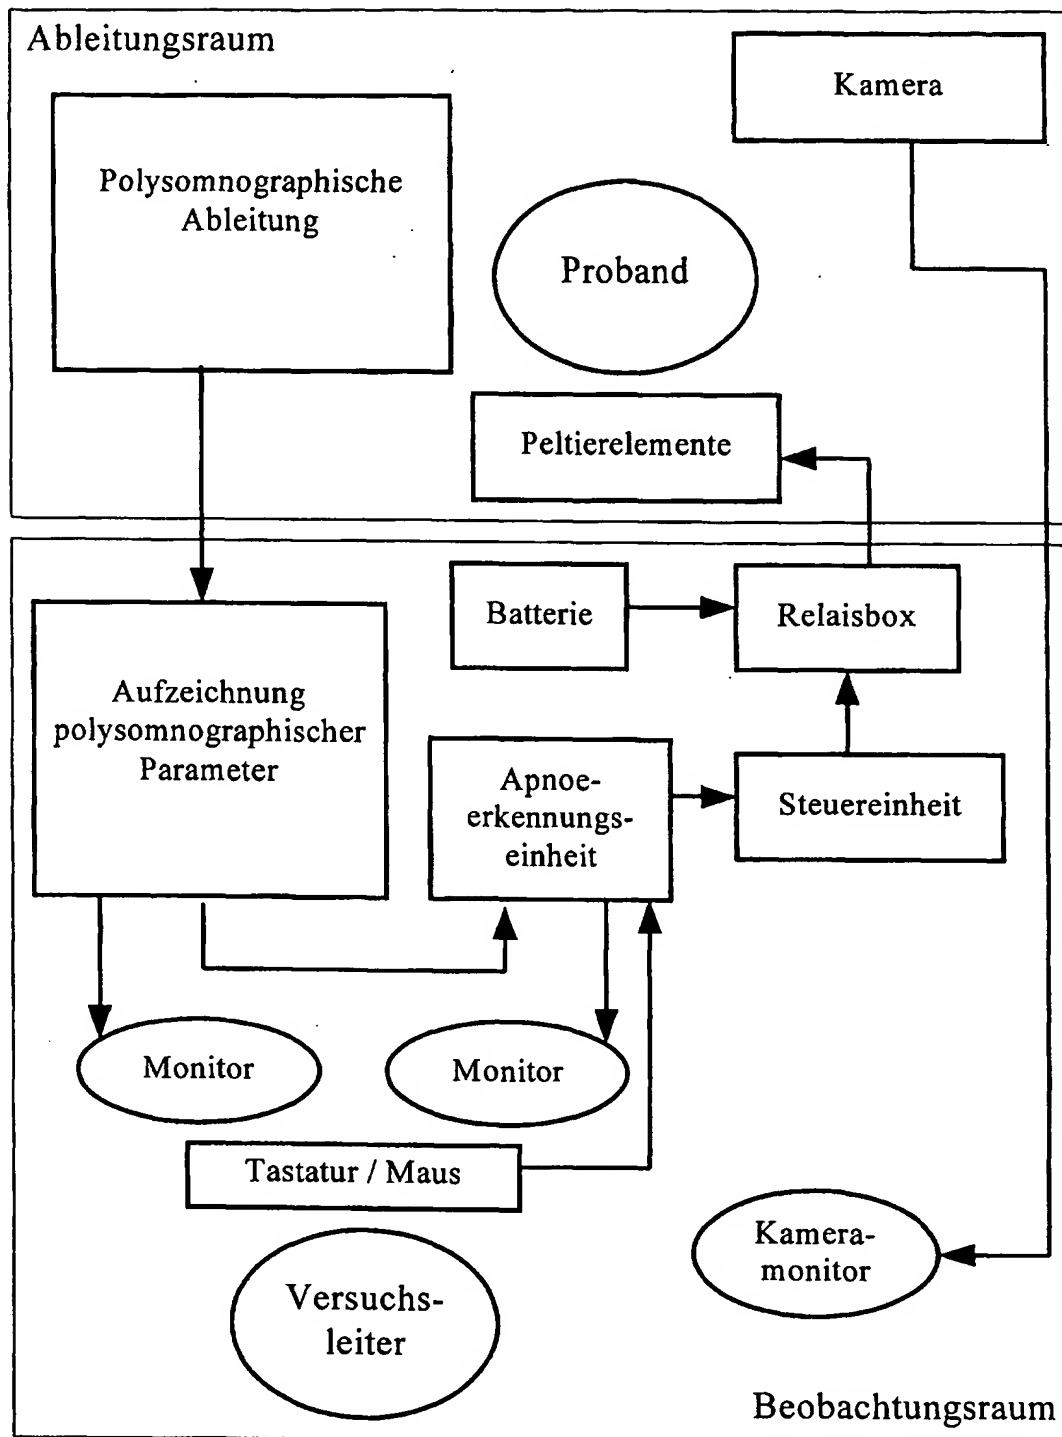 Ableitungsraum
Kamera
Polysomnographische
Ableitung
Proband
Peltierelemente
Batterie
Relaisbox
Aufzeichnung
polysomnographischer
Parameter
Apnoe-
erkennungs-
einheit
Steuereinheit
Monitor
Monitor
Tastatur / Maus
Kamera-
monitor
Versuchs-
leiter
Beobachtungsraum